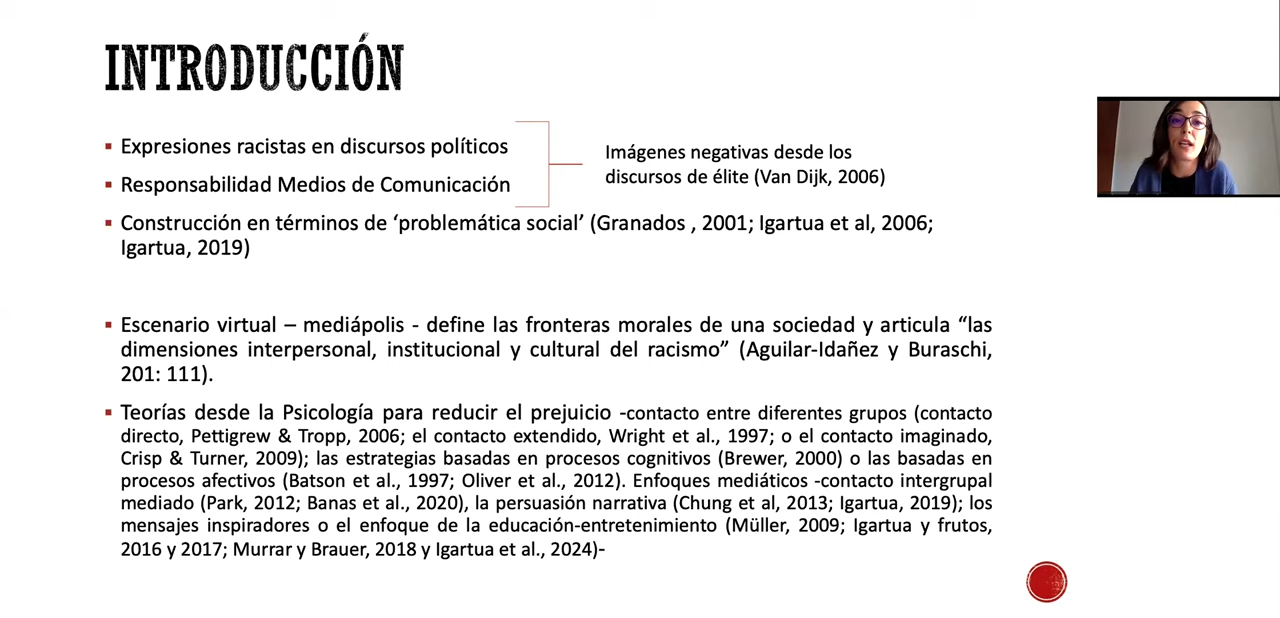 INTRODUCCIÓN
▪ Expresiones racistas en discursos políticos
▪ Responsabilidad Medios de Comunicación
Imágenes negativas desde los
discursos de élite (Van Dijk, 2006)
▪ Construcción en términos de ‘problemática social’ (Granados , 2001; Igartua et al, 2006;
Igartua, 2019)
▪ Escenario virtual – mediápolis - define las fronteras morales de una sociedad y articula “las
dimensiones interpersonal, institucional y cultural del racismo” (Aguilar-Idañez y Buraschi,
201: 111).
▪ Teorías desde la Psicología para reducir el prejuicio -contacto entre diferentes grupos (contacto
directo, Pettigrew & Tropp, 2006; el contacto extendido, Wright et al., 1997; o el contacto imaginado,
Crisp & Turner, 2009); las estrategias basadas en procesos cognitivos (Brewer, 2000) o las basadas en
procesos afectivos (Batson et al., 1997; Oliver et al., 2012). Enfoques mediáticos -contacto intergrupal
mediado (Park, 2012; Banas et al., 2020), la persuasión narrativa (Chung et al, 2013; Igartua, 2019); los
mensajes inspiradores o el enfoque de la educación-entretenimiento (Müller, 2009; Igartua y frutos,
2016 y 2017; Murrar y Brauer, 2018 y Igartua et al., 2024)-